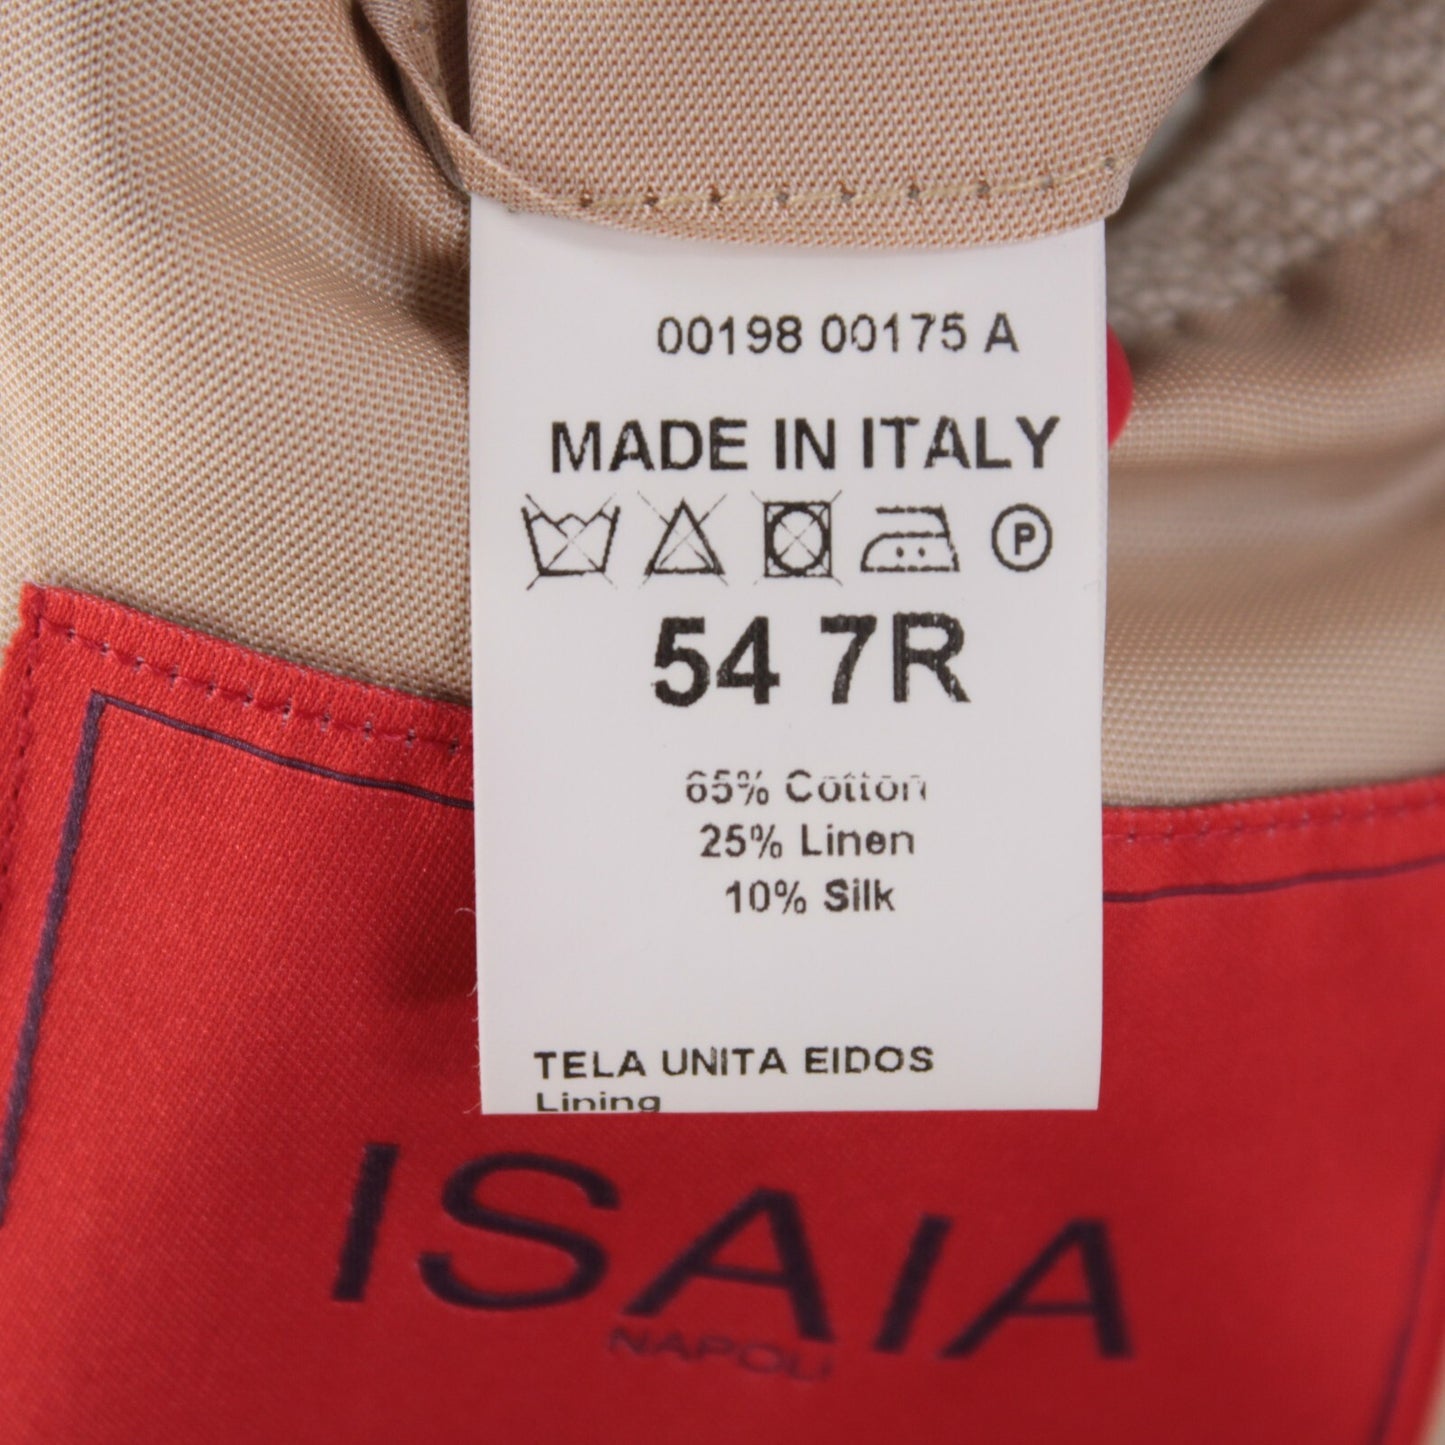 00198 00175 A
MADE IN ITALY
P
54 7R
65% Cotton
25% Linen
10% Silk
TELA UNITA EIDOS
Lining
ISAIA
NAPOLI